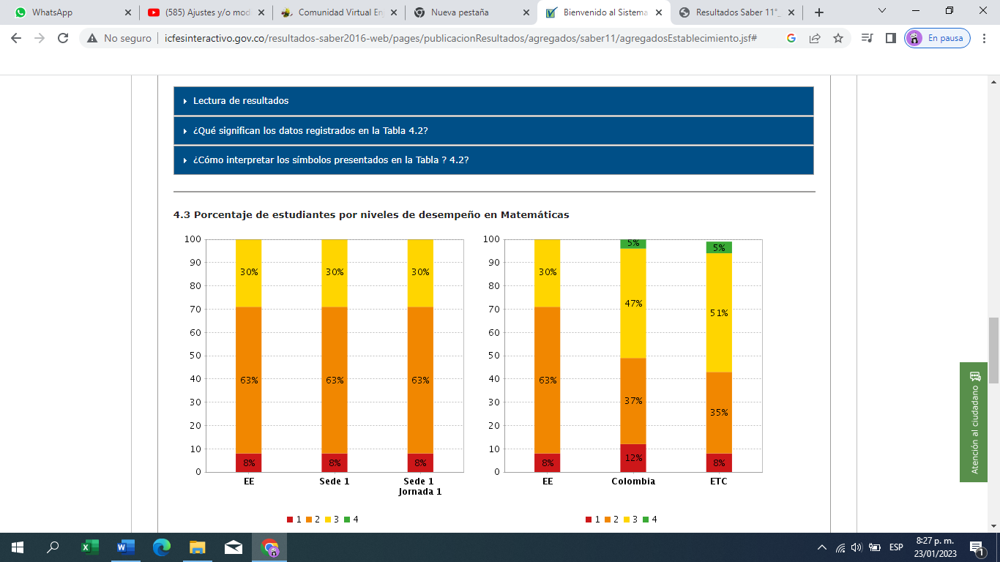 WhatsApp
(585) Ajustes y/o mod
Comunidad Virtual En
Nueva pestaña
Bienvenido al Sistema
Resultados Saber 11°_
No seguro
icfesinteractivo.gov.co/resultados-saber2016-web/pages/publicacionResultados/agregados/saber11/agregadosEstablecimiento.jsf#
En pausa
Lectura de resultados
¿Qué significan los datos registrados en la Tabla 4.2?
¿Cómo interpretar los símbolos presentados en la Tabla ? 4.2?
4.3 Porcentaje de estudiantes por niveles de desempeño en Matemáticas
100
90
80
70
60
50
40
30
20
10
0
30% 30% 30%
63% 63% 63%
8% 8% 8%
EE Sede 1 Sede 1
Jornada 1
1 2 3 4
100
90
80
70
60
50
40
30
20
10
0
5% 5%
30% 47% 51%
63% 37% 35%
8% 12% 8%
EE Colombia ETC
1 2 3 4
Atención al ciudadano
ESP
8:27 p. m.
23/01/2023
1